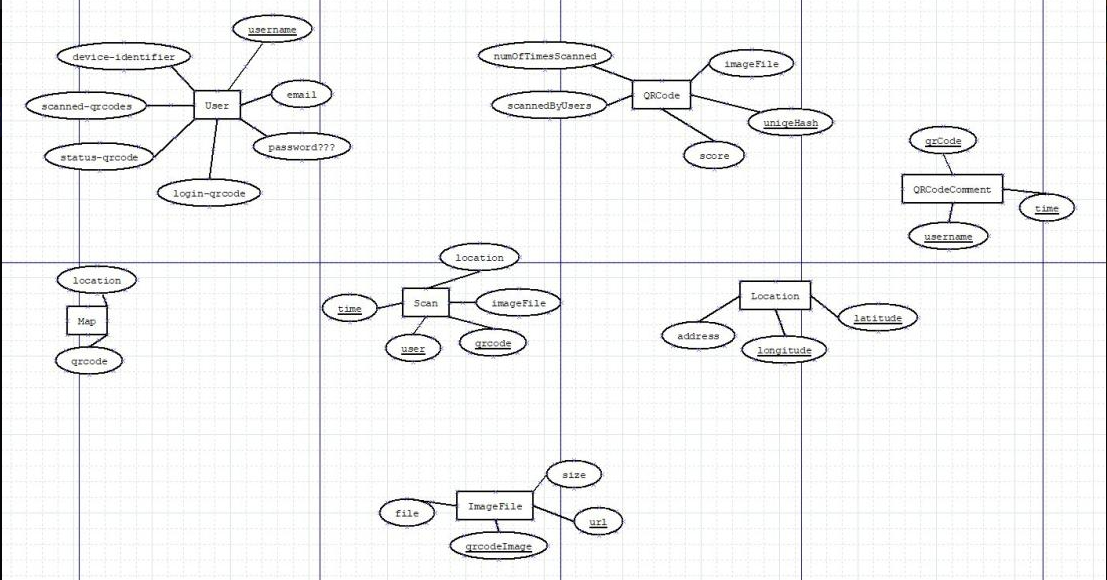 username
device-identifier
scanned-qrcodes
User
email
status-qrcode
password???
login-qrcode
numOfTimesScanned
imageFile
QRCode
scannedByUsers
uniqeHash
score
qrCode
QRCodeComment
time
username
location
Map
qrcode
location
time
Scan
imageFile
user
qrcode
Location
latitude
address
longitude
size
file
ImageFile
url
qrcodeImage